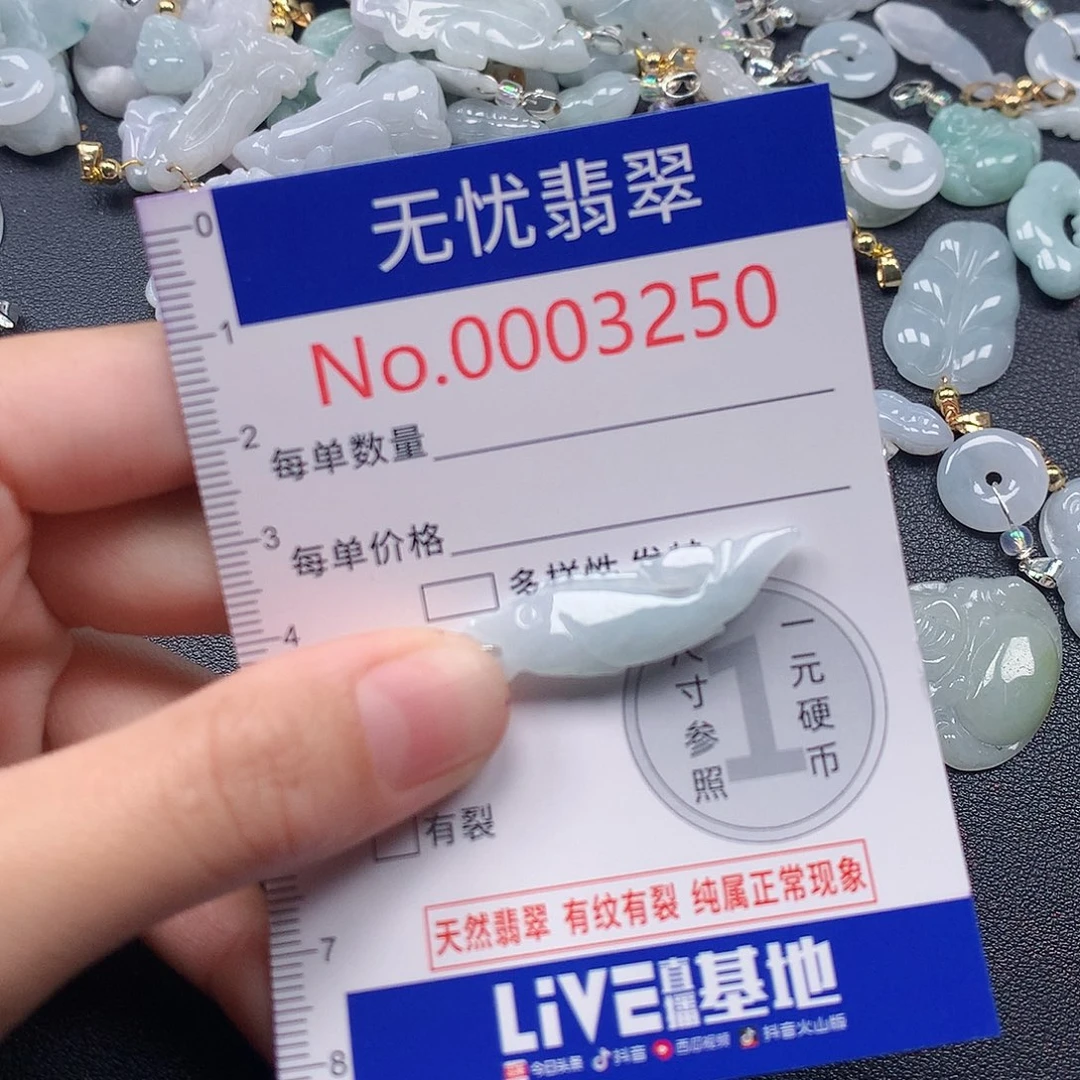 无忧翡翠
No.0003250
0
1
2
3
4
7
8
每单数量
每单价格
多样性 发
有裂
一元硬币
尺寸参照
1
天然翡翠 有纹有裂 纯属正常现象
LiVE直播基地
今日头条 抖音 西瓜视频 抖音火山版